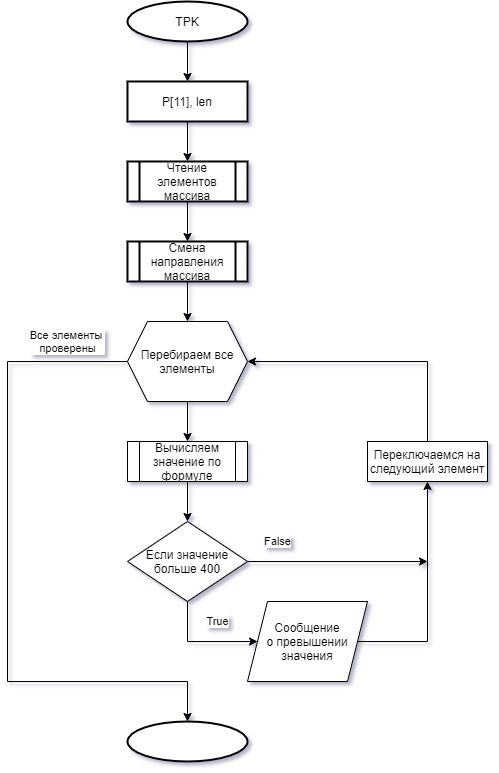 TPK
P[11], len
Чтение
элементов
массива
Смена
направления
массива
Все элементы
проверены
Перебираем все
элементы
Вычисляем
значение по
формуле
Переключаемся на
следующий элемент
Если значение
больше 400
False
True
Сообщение
о превышении
значения